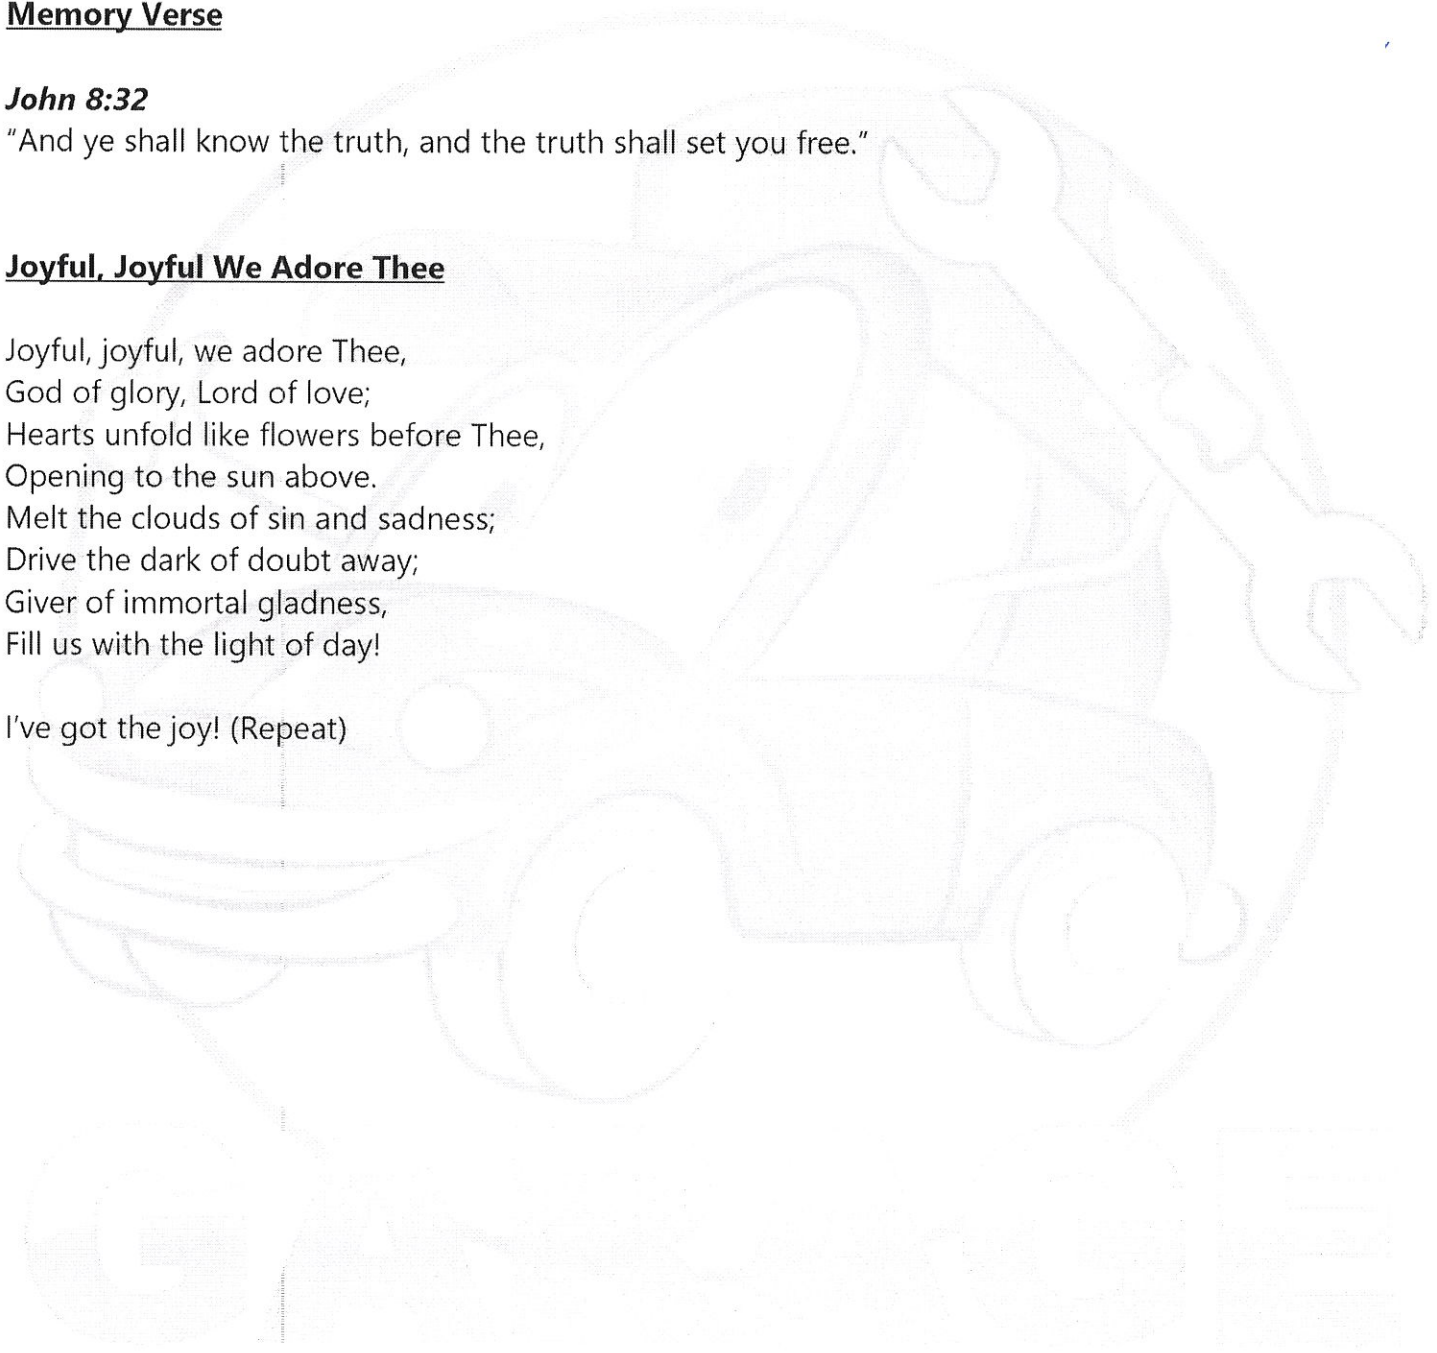 Memory Verse
John 8:32
“And ye shall know the truth, and the truth shall set you free.”
Joyful, Joyful We Adore Thee
Joyful, joyful, we adore Thee,
God of glory, Lord of love;
Hearts unfold like flowers before Thee,
Opening to the sun above.
Melt the clouds of sin and sadness;
Drive the dark of doubt away;
Giver of immortal gladness,
Fill us with the light of day!
I’ve got the joy! (Repeat)